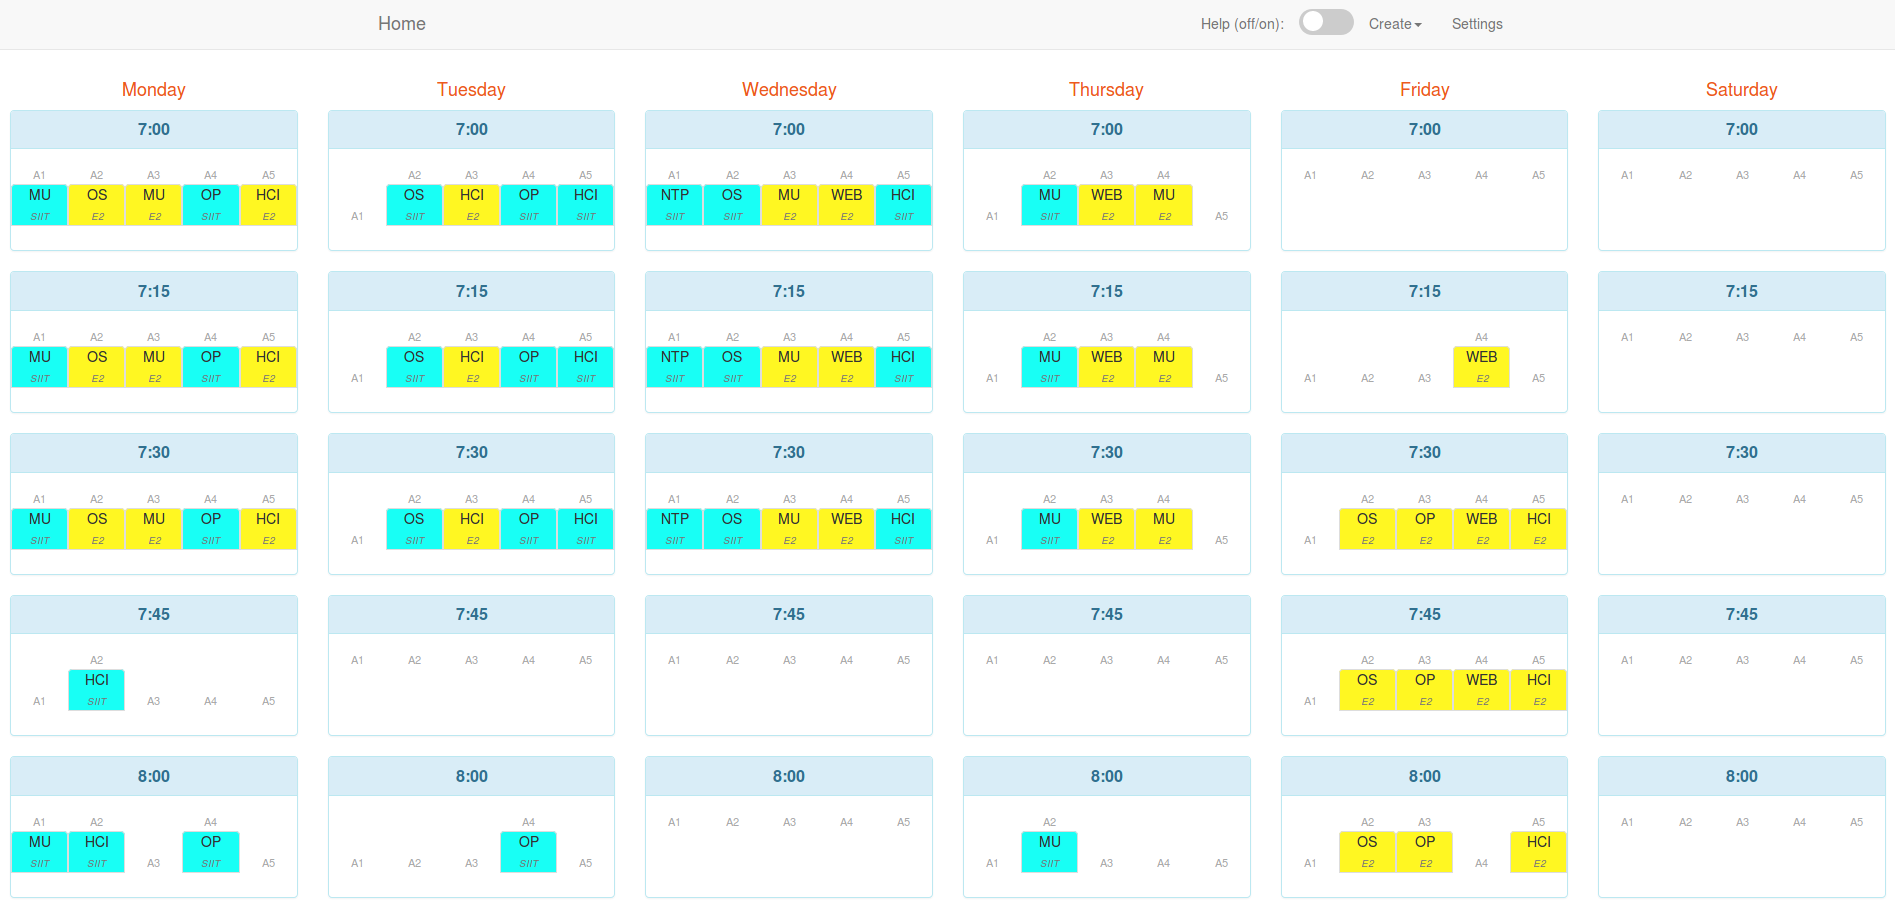 Home Help (off/on): Create Settings
Monday Tuesday Wednesday Thursday Friday Saturday
7:00 7:00 7:00 7:00 7:00 7:00
A1 A2 A3 A4 A5 A2 A3 A4 A5 A1 A2 A3 A4 A5 A2 A3 A4 A1 A2 A3 A4 A5 A1 A2 A3 A4 A5
MU OS MU OP HCI OS HCI OP HCI NTP OS MU WEB HCI MU WEB MU
SIIT E2 E2 SIIT E2 A1 SIIT E2 SIIT SIIT SIIT SIIT E2 E2 SIIT A1 SIIT E2 E2 A5
7:15 7:15 7:15 7:15 7:15 7:15
A1 A2 A3 A4 A5 A2 A3 A4 A5 A1 A2 A3 A4 A5 A2 A3 A4 A4 A1 A2 A3 A4 A5
MU OS MU OP HCI OS HCI OP HCI NTP OS MU WEB HCI MU WEB MU WEB
SIIT E2 E2 SIIT E2 A1 SIIT E2 SIIT SIIT SIIT SIIT E2 E2 SIIT A1 SIIT E2 E2 A5 A1 A2 A3 E2 A5
7:30 7:30 7:30 7:30 7:30 7:30
A1 A2 A3 A4 A5 A2 A3 A4 A5 A1 A2 A3 A4 A5 A2 A3 A4 A2 A3 A4 A5 A1 A2 A3 A4 A5
MU OS MU OP HCI OS HCI OP HCI NTP OS MU WEB HCI MU WEB MU OS OP WEB HCI
SIIT E2 E2 SIIT E2 A1 SIIT E2 SIIT SIIT SIIT SIIT E2 E2 SIIT A1 SIIT E2 E2 A5 A1 E2 E2 E2 E2
7:45 7:45 7:45 7:45 7:45 7:45
A2 A1 A2 A3 A4 A5 A1 A2 A3 A4 A5 A1 A2 A3 A4 A5 A2 A3 A4 A5 A1 A2 A3 A4 A5
HCI OS OP WEB HCI
A1 SIIT A3 A4 A5 A1 E2 E2 E2 E2
8:00 8:00 8:00 8:00 8:00 8:00
A1 A2 A4 A4 A1 A2 A3 A4 A5 A2 A2 A3 A5 A1 A2 A3 A4 A5
MU HCI OP OP MU OS OP HCI
SIIT SIIT A3 SIIT A5 A1 A2 A3 SIIT A5 A1 SIIT A3 A4 A5 A1 E2 E2 A4 E2